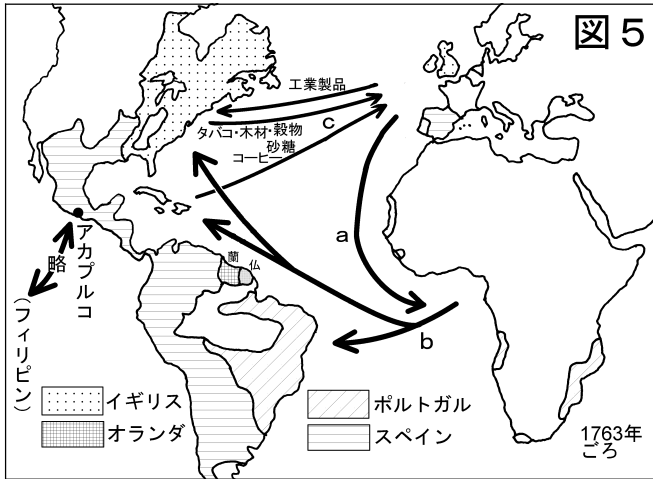 図5
工業製品
c
タバコ・木材・穀物
砂糖
コーヒー
a
b
蘭
仏
アカプルコ
略
(フィリピン)
イギリス
オランダ
ポルトガル
スペイン
1763年
ごろ